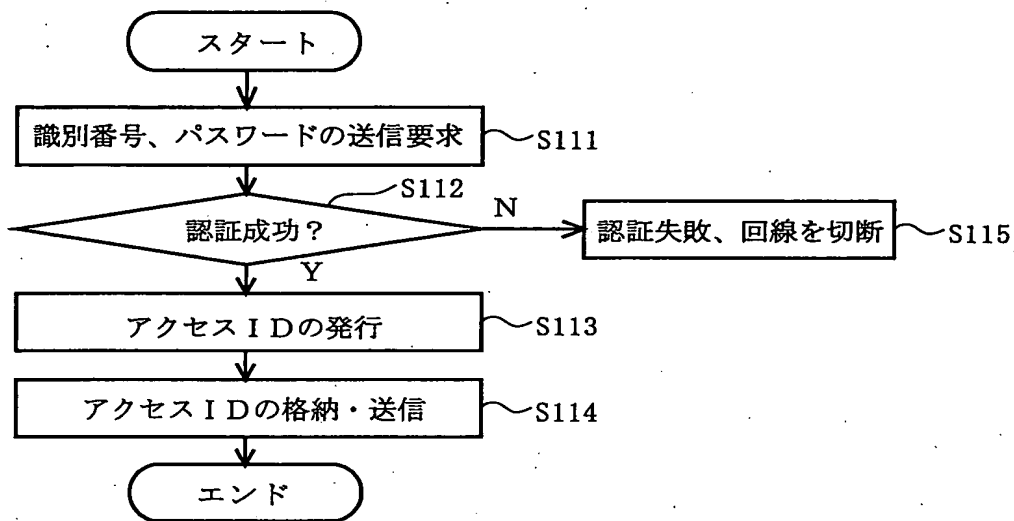 スタート
識別番号、パスワードの送信要求
S111
S112
認証成功？
N
認証失敗、回線を切断
S115
Y
アクセスＩＤの発行
S113
アクセスＩＤの格納・送信
S114
エンド